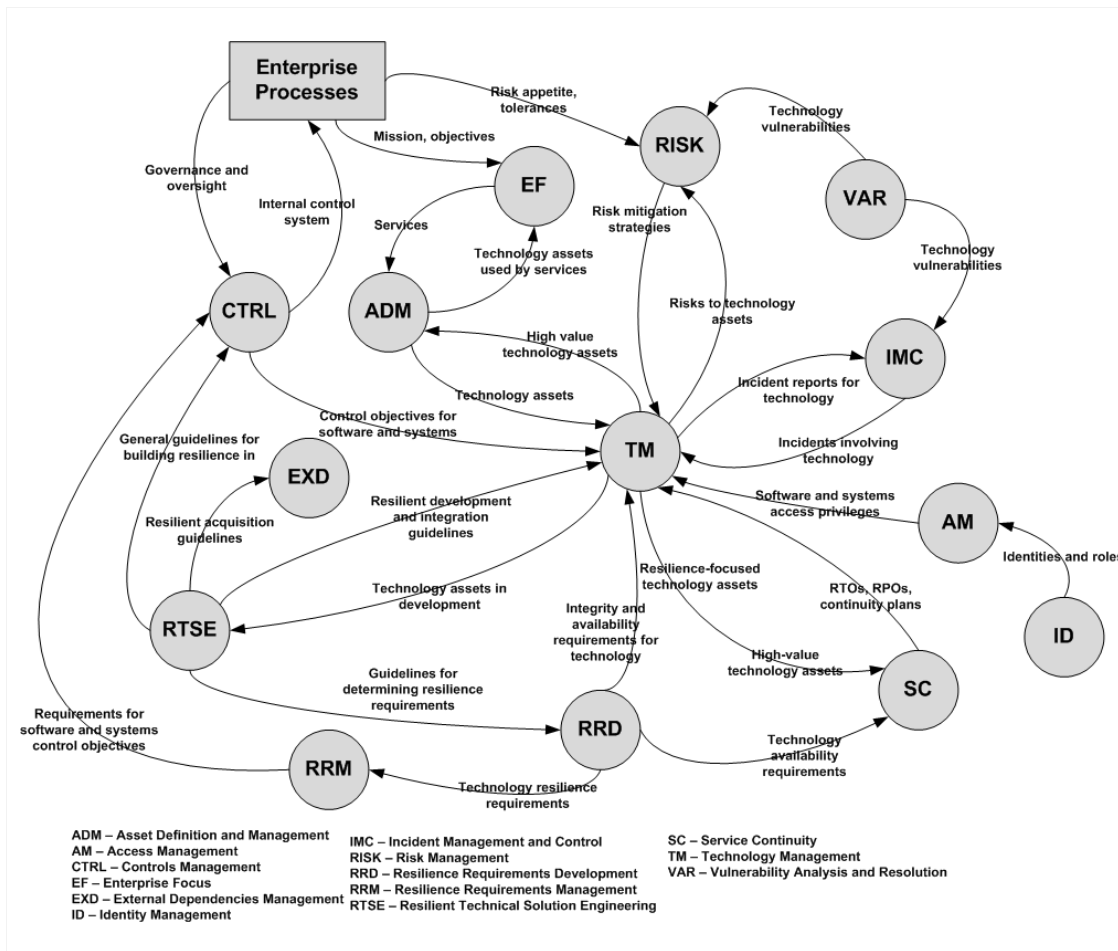 Enterprise
Processes
Risk appetite,
tolerances
Technology
vulnerabilities
Mission, objectives
RISK
Governance and
oversight
EF
VAR
Internal control
system
Services
Risk mitigation
strategies
Technology assets
used by services
Technology
vulnerabilities
CTRL
ADM
Risks to technology
assets
High value
technology assets
IMC
Incident reports for
technology
Technology assets
Control objectives for
software and systems
General guidelines for
building resilience in
TM
Incidents involving
technology
EXD
Resilient development
and integration
guidelines
Software and systems
access privileges
AM
Resilient acquisition
guidelines
Identities and roles
Resilience-focused
technology assets
Technology assets in
development
RTOs, RPOs,
continuity plans
Integrity and
availability
requirements for
technology
RTSE
ID
High-value
technology assets
Guidelines for
determining resilience
requirements
SC
Requirements for
software and systems
control objectives
RRD
Technology
availability
requirements
RRM
Technology resilience
requirements
ADM – Asset Definition and Management
AM – Access Management
CTRL – Controls Management
EF – Enterprise Focus
EXD – External Dependencies Management
ID – Identity Management
IMC – Incident Management and Control
RISK – Risk Management
RRD – Resilience Requirements Development
RRM – Resilience Requirements Management
RTSE – Resilient Technical Solution Engineering
SC – Service Continuity
TM – Technology Management
VAR – Vulnerability Analysis and Resolution